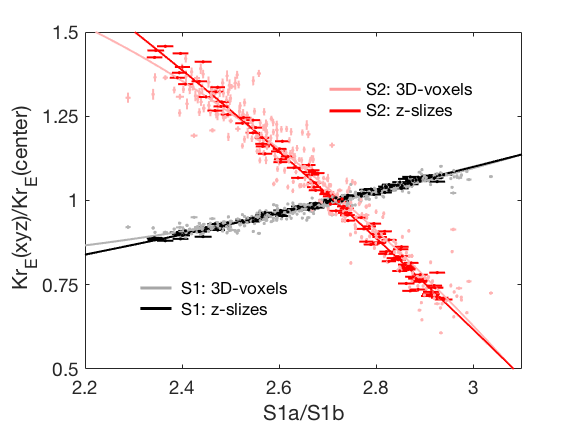 1.5
1.25
1
0.75
0.5
Kr_E(xyz)/Kr_E(center)
S2: 3D-voxels
S2: z-slizes
S1: 3D-voxels
S1: z-slizes
2.2 2.4 2.6 2.8 3
S1a/S1b